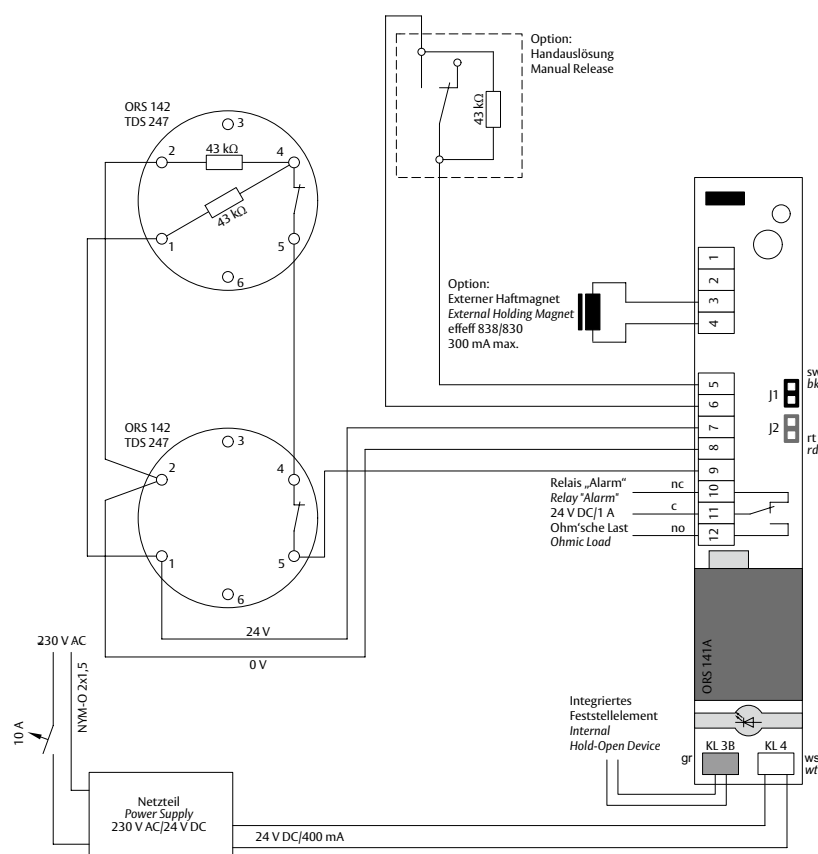 Option:
Handauslösung
Manual Release
43 kΩ
ORS 142
TDS 247
3
2
43 kΩ
4
43 kΩ
1
5
6
Option:
Externer Haftmagnet
External Holding Magnet
effeff 838/830
300 mA max.
1
2
3
4
5
6
7
8
9
10
11
12
sw
bk
J1
J2
rt
rd
ORS 142
TDS 247
3
2
4
1
5
6
Relais „Alarm“
Relay "Alarm"
24 V DC/1 A
Ohm'sche Last
Ohmic Load
nc
c
no
24 V
0 V
230 V AC
NYM-O 2x1,5
10 A
ORS 141A
Integriertes
Feststellelement
Internal
Hold-Open Device
gr
KL 3B
KL 4
ws
wt
Netzteil
Power Supply
230 V AC/24 V DC
24 V DC/400 mA